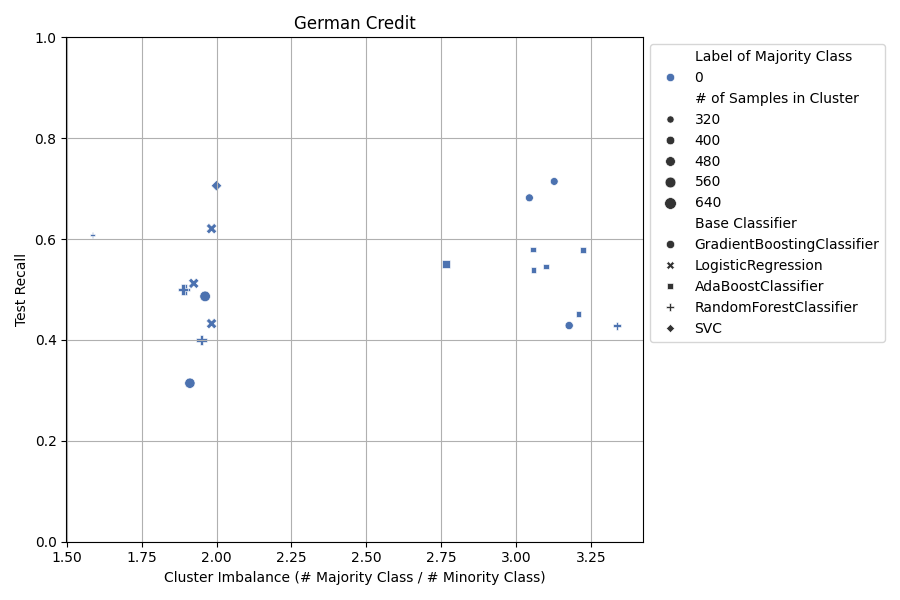 German Credit
1.0
0.8
0.6
0.4
0.2
0.0
Test Recall
1.50 1.75 2.00 2.25 2.50 2.75 3.00 3.25
Cluster Imbalance (# Majority Class / # Minority Class)
Label of Majority Class
0
# of Samples in Cluster
320
400
480
560
640
Base Classifier
GradientBoostingClassifier
LogisticRegression
AdaBoostClassifier
RandomForestClassifier
SVC